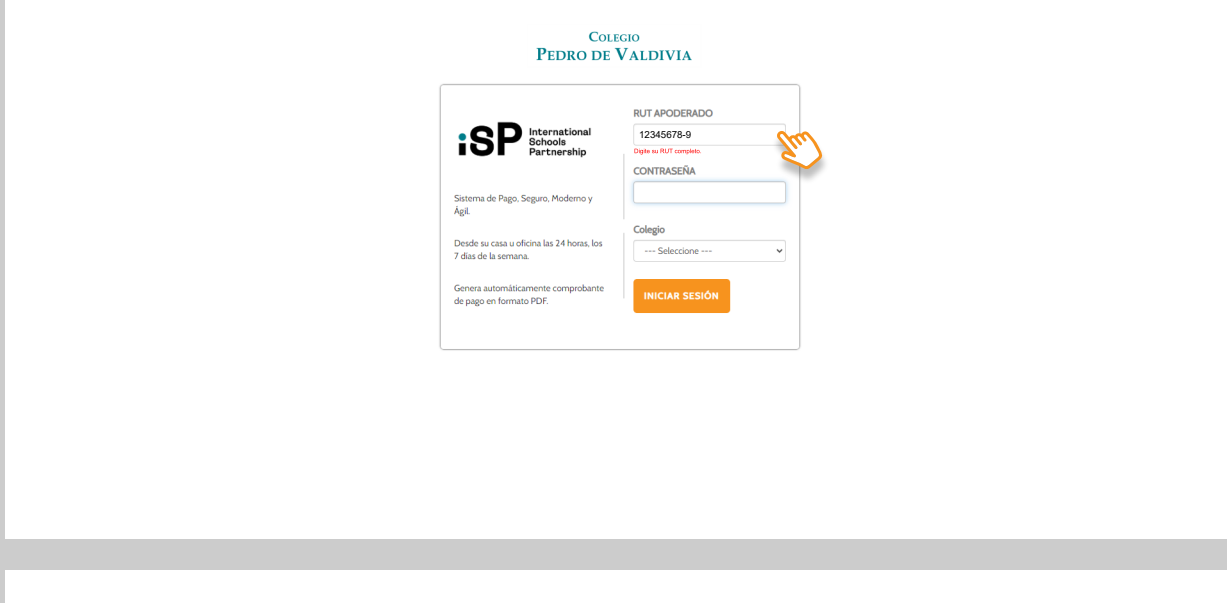 COLEGIO
PEDRO DE VALDIVIA
iSP International
Schools
Partnership
Sistema de Pago, Seguro, Moderno y
Ágil.
Desde su casa u oficina las 24 horas, los
7 días de la semana.
Genera automáticamente comprobante
de pago en formato PDF.
RUT APODERADO
12345678-9
Digite su RUT completo.
CONTRASEÑA
Colegio
--- Seleccione ---
INICIAR SESIÓN